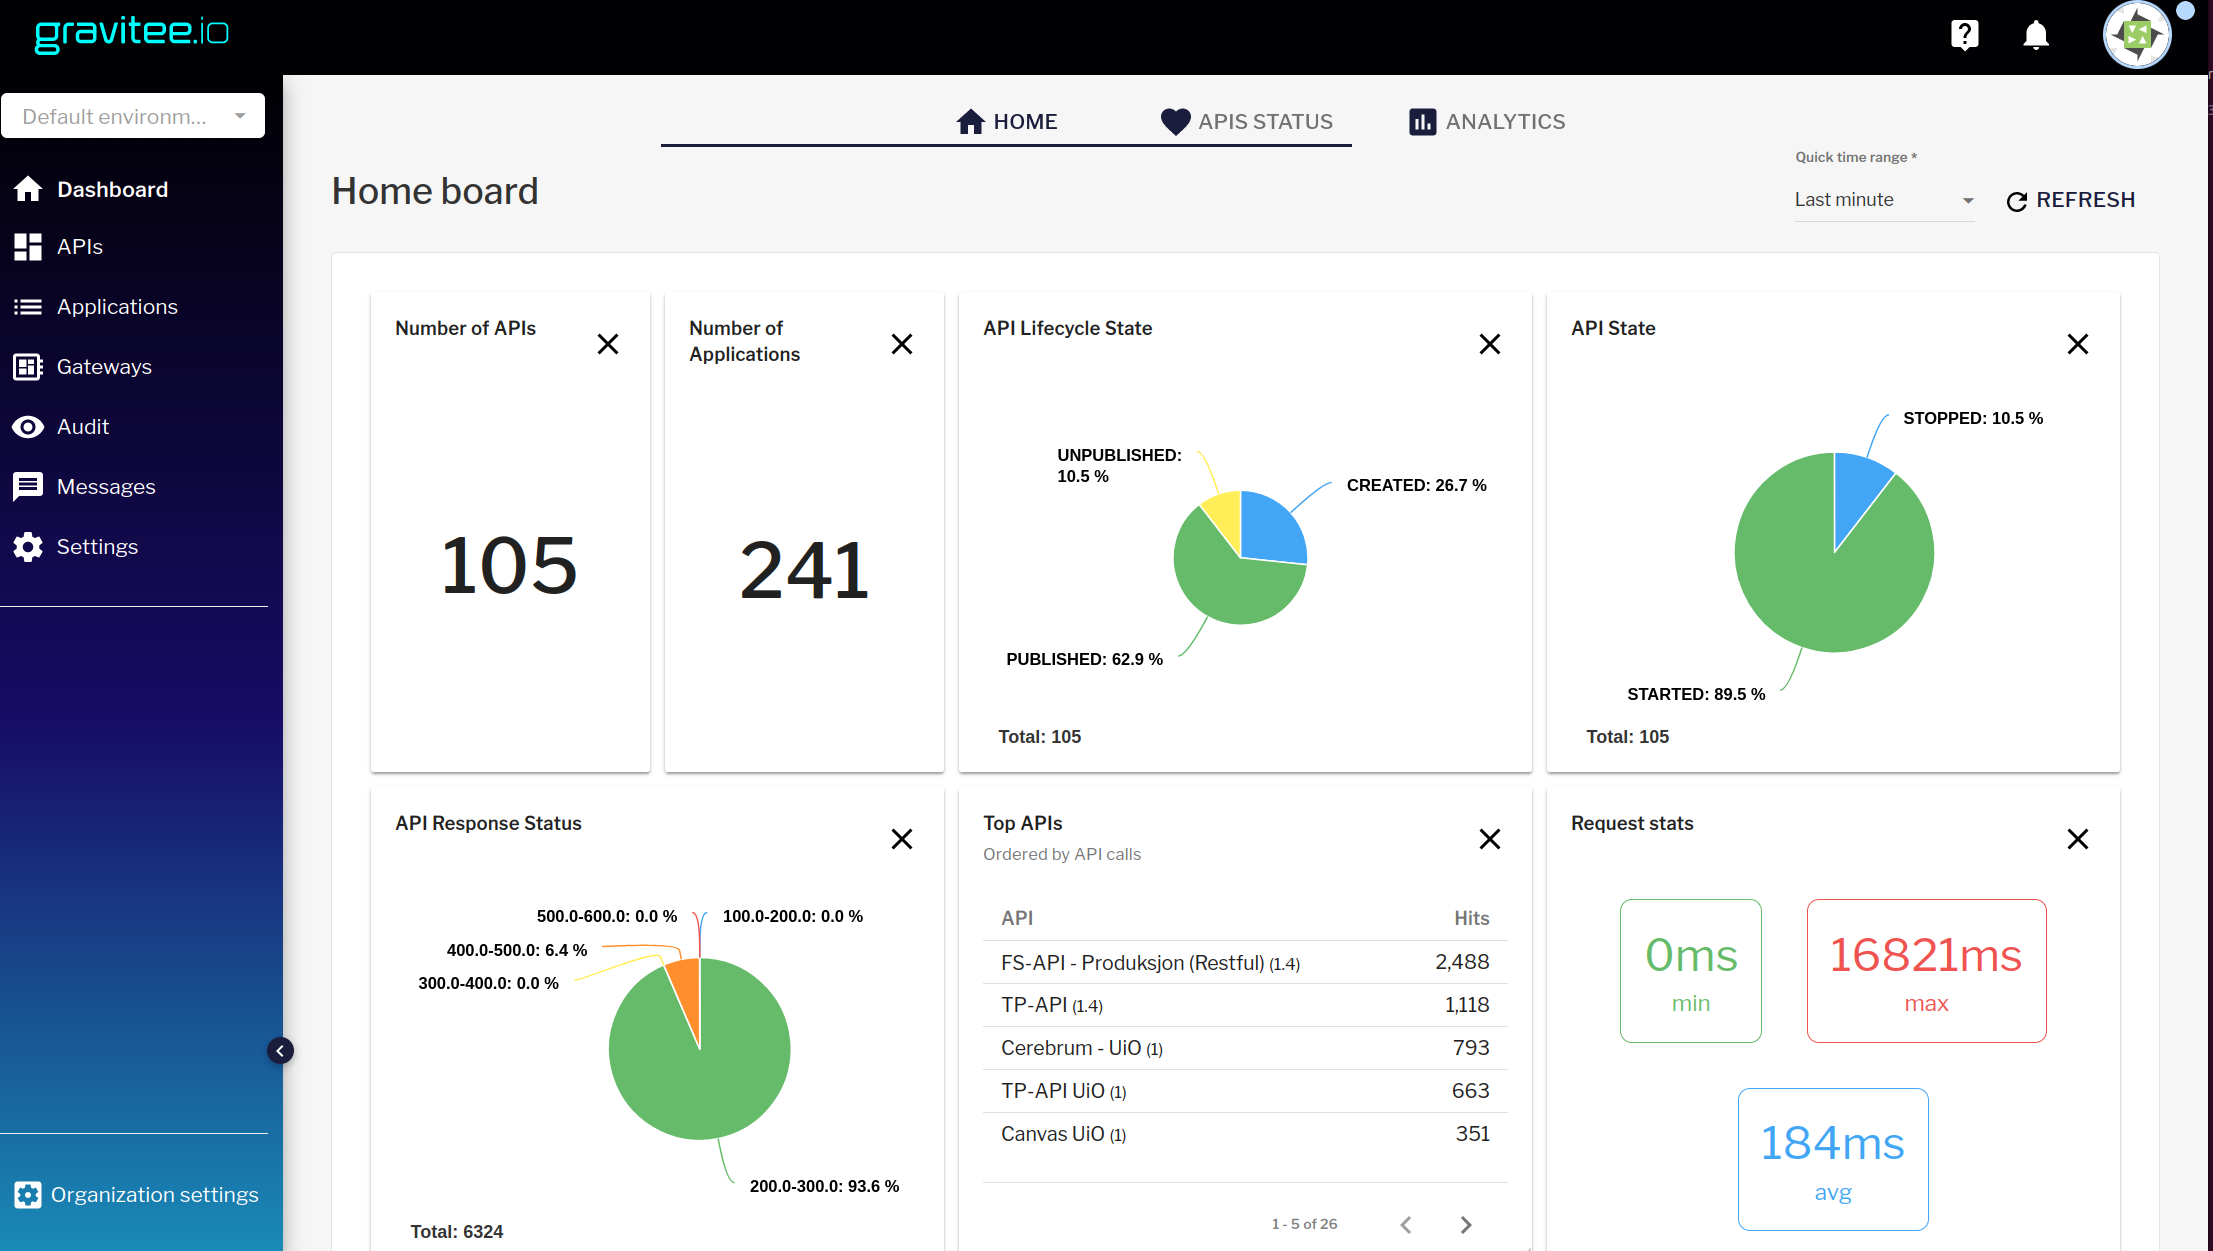 gravitee.io
?
Default environm...
Dashboard
APIs
Applications
Gateways
Audit
Messages
Settings
Organization settings
HOME
APIS STATUS
ANALYTICS
Home board
Quick time range *
Last minute
REFRESH
Number of APIs
105
Number of
Applications
241
API Lifecycle State
UNPUBLISHED:
10.5 %
CREATED: 26.7 %
PUBLISHED: 62.9 %
Total: 105
API State
STOPPED: 10.5 %
STARTED: 89.5 %
Total: 105
API Response Status
500.0-600.0: 0.0 %
100.0-200.0: 0.0 %
400.0-500.0: 6.4 %
300.0-400.0: 0.0 %
200.0-300.0: 93.6 %
Total: 6324
Top APIs
Ordered by API calls
API Hits
FS-API - Produksjon (Restful) (1.4) 2,488
TP-API (1.4) 1,118
Cerebrum - UiO (1) 793
TP-API UiO (1) 663
Canvas UiO (1) 351
1 - 5 of 26
Request stats
0ms
min
16821ms
max
184ms
avg